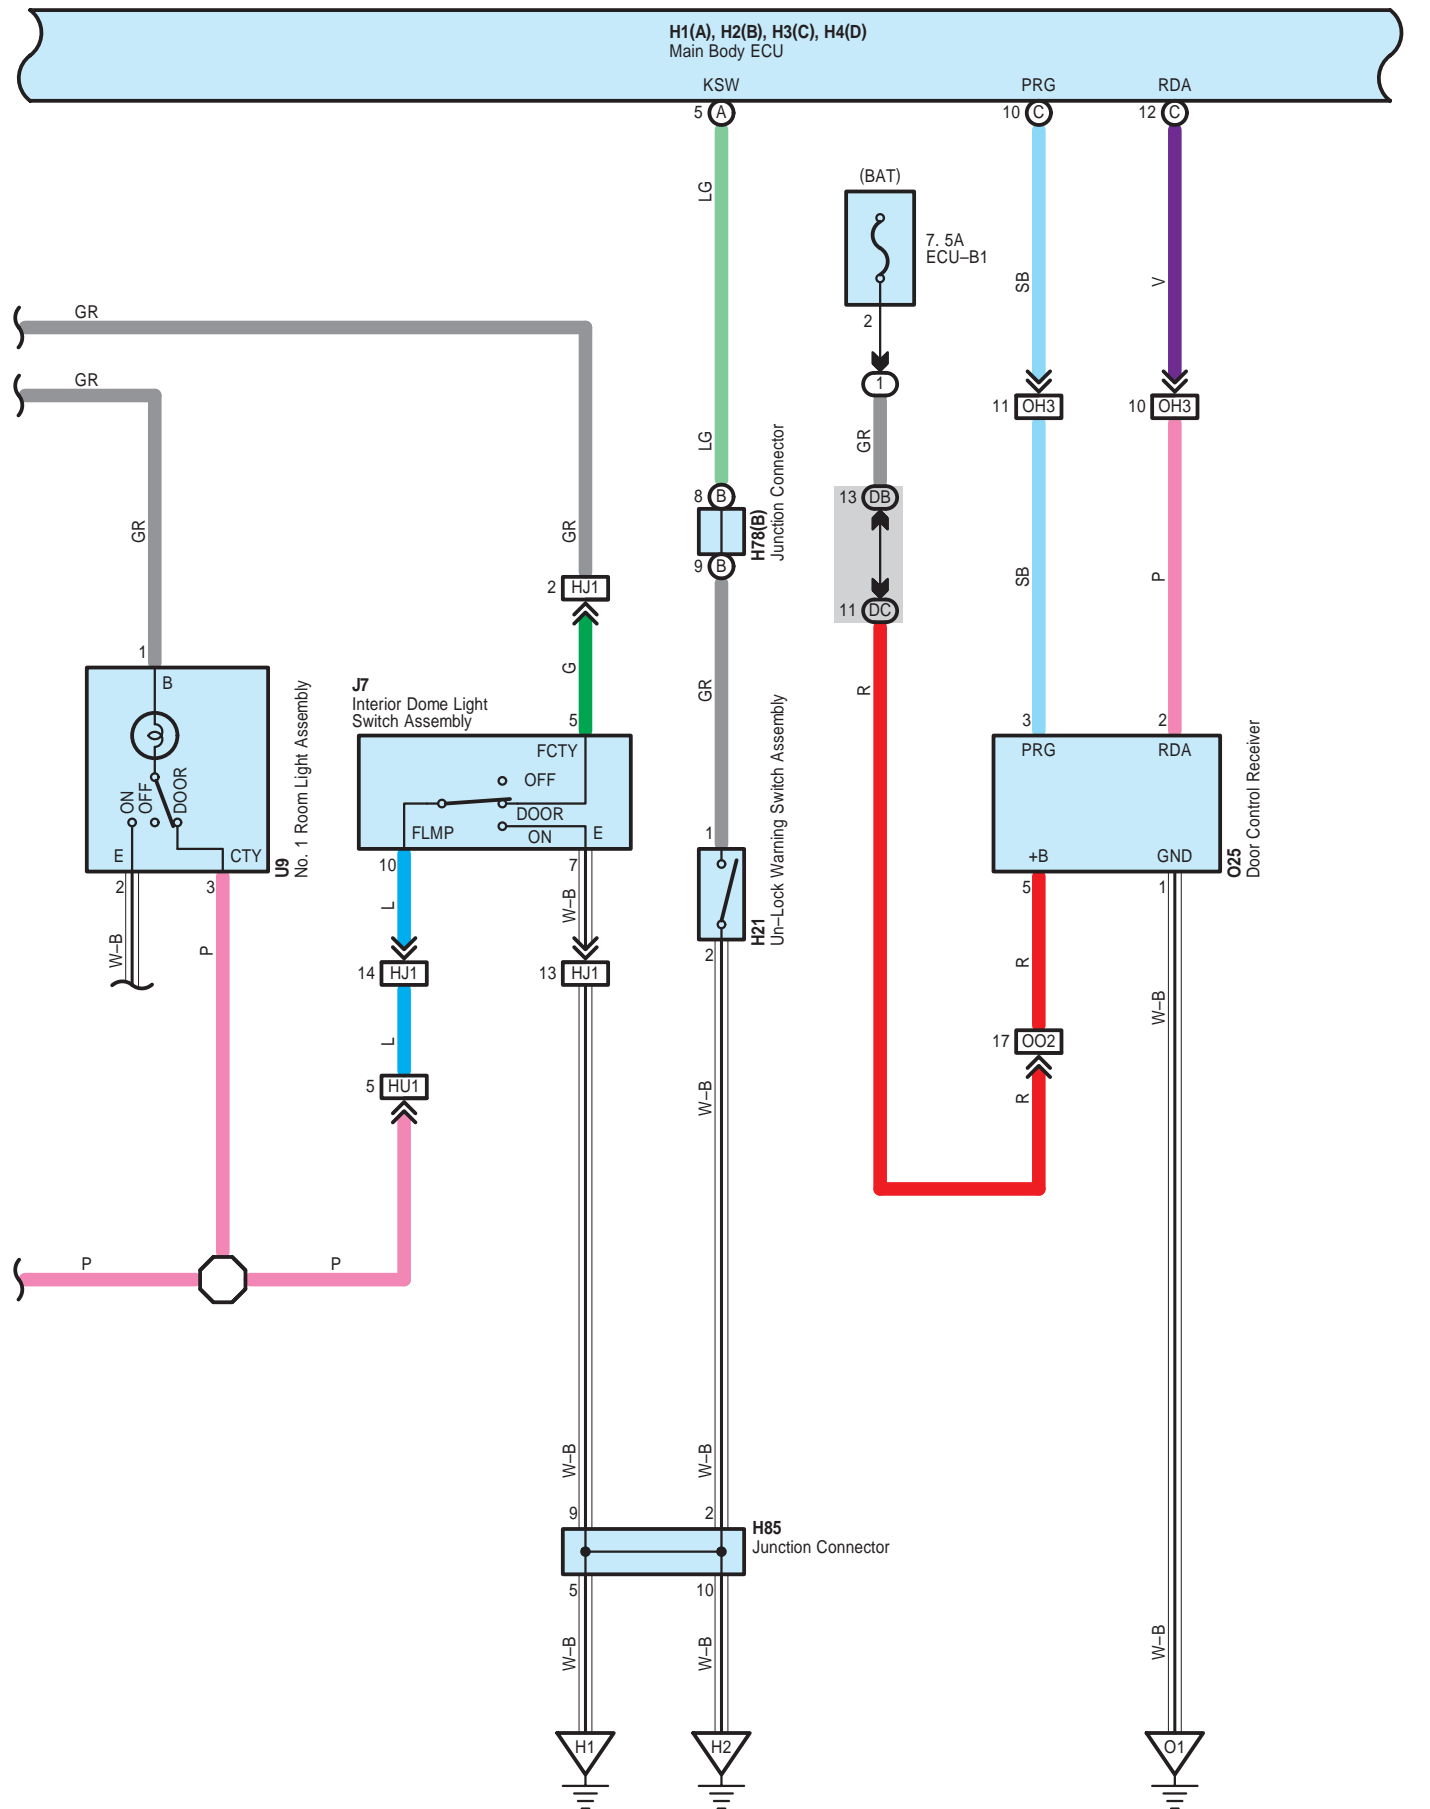 H1(A), H2(B), H3(C), H4(D)
Main Body ECU
KSW
PRG
RDA
5 A
10 C
12 C
(BAT)
LG
7. 5A
ECU–B1
SB
V
2
GR
1
GR
11 OH3
10 OH3
LG
GR
GR
GR
8 B
13 DB
H78(B)
Junction Connector
9 B
SB
P
2 HJ1
11 DC
G
GR
R
1
B
ON
OFF
DOOR
E
CTY
U9
No. 1 Room Light Assembly
2
3
W–B
P
J7
Interior Dome Light
Switch Assembly
5
FCTY
OFF
DOOR
ON
FLMP
E
10
7
L
W–B
14 HJ1
13 HJ1
L
5 HU1
1
H21
Un–Lock Warning Switch Assembly
2
W–B
3
2
PRG
RDA
+B
GND
O25
Door Control Receiver
5
1
R
W–B
17 OO2
R
P
P
W–B
W–B
9
2
H85
Junction Connector
5
10
W–B
W–B
W–B
H1
H2
O1